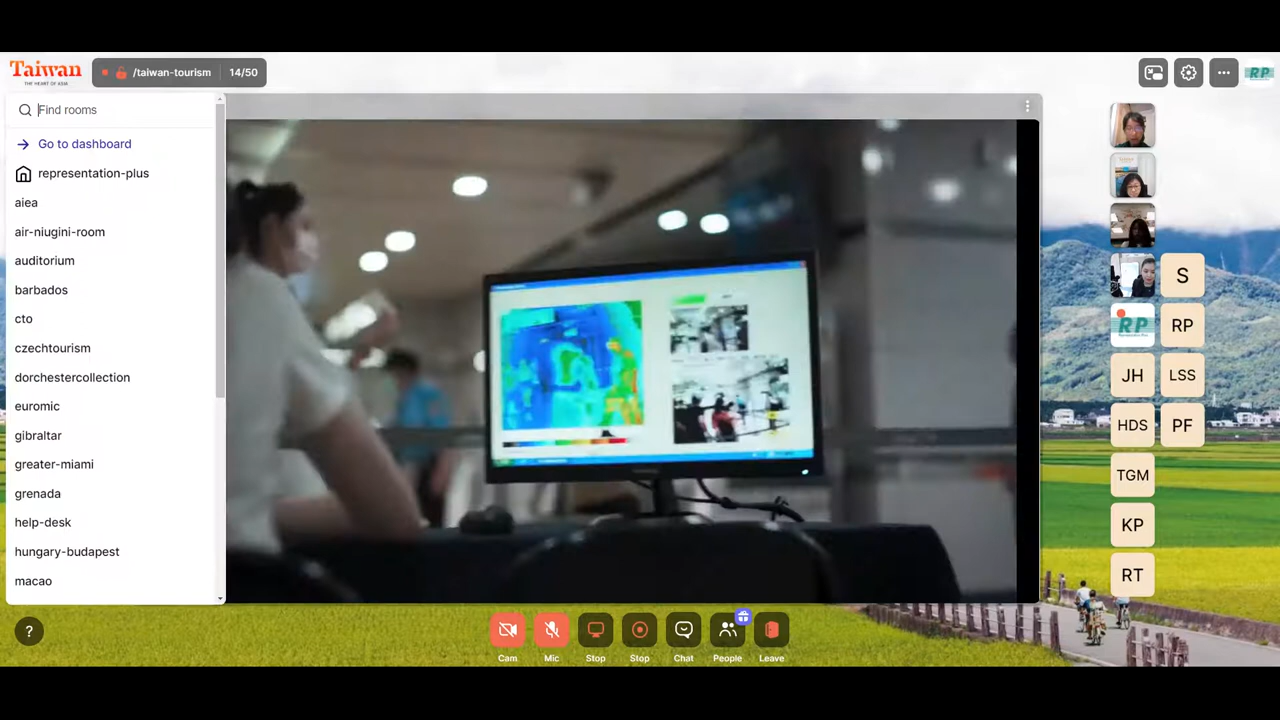 Taiwan
THE HEART OF ASIA
/taiwan-tourism
14/50
RP
Find rooms
Go to dashboard
representation-plus
aiea
air-niugini-room
auditorium
barbados
cto
czechtourism
dorchestercollection
euromic
gibraltar
greater-miami
grenada
help-desk
hungary-budapest
macao
S
RP
RP
JH
LSS
HDS
PF
TGM
KP
RT
?
Cam
Mic
Stop
Stop
Chat
People
Leave